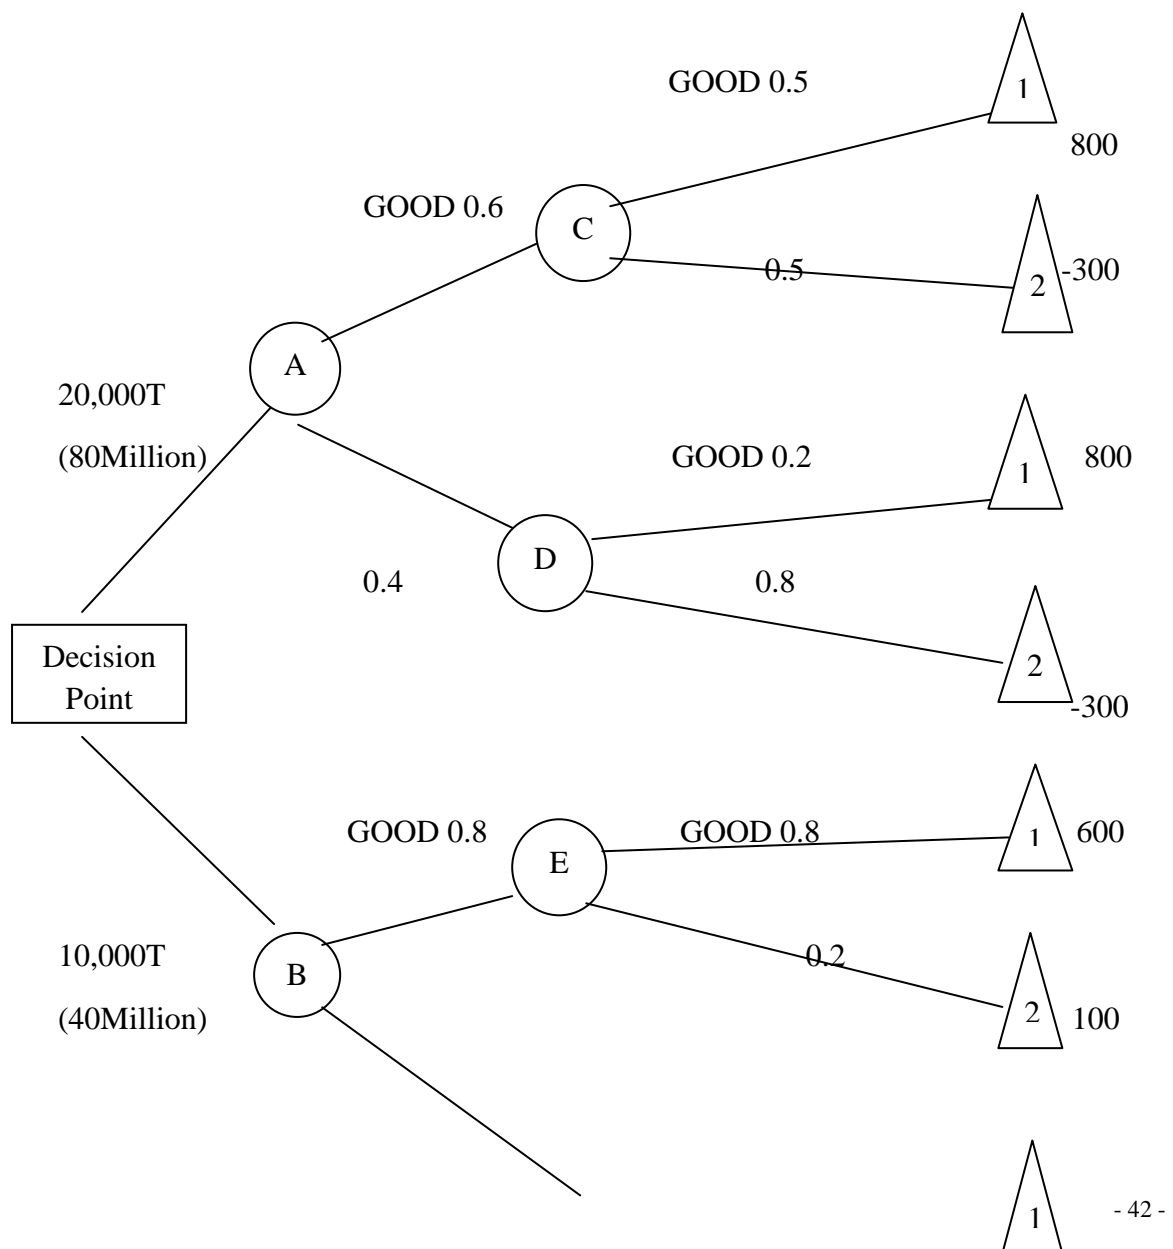 GOOD 0.5
1
800
GOOD 0.6
C
0.5
2
-300
A
20,000T
(80Million)
GOOD 0.2
1
800
D
0.4
0.8
2
-300
Decision
Point
GOOD 0.8
E
GOOD 0.8
1
600
0.2
10,000T
(40Million)
B
2
100
1
- 42 -